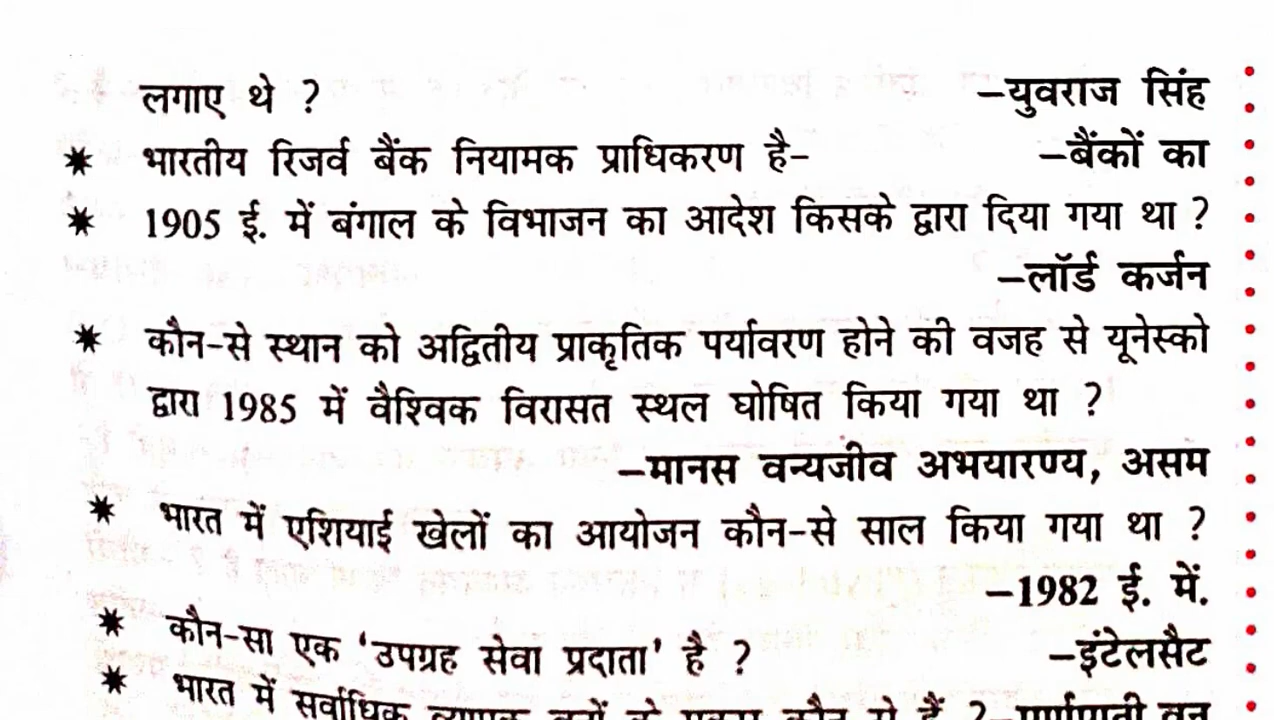 लगाए थे ? –युवराज सिंह
✷ भारतीय रिजर्व बैंक नियामक प्राधिकरण है- –बैंकों का
✷ 1905 ई. में बंगाल के विभाजन का आदेश किसके द्वारा दिया गया था ?
–लॉर्ड कर्जन
✷ कौन-से स्थान को अद्वितीय प्राकृतिक पर्यावरण होने की वजह से यूनेस्को
द्वारा 1985 में वैश्विक विरासत स्थल घोषित किया गया था ?
–मानस वन्यजीव अभयारण्य, असम
✷ भारत में एशियाई खेलों का आयोजन कौन-से साल किया गया था ?
–1982 ई. में.
✷ कौन-सा एक ‘उपग्रह सेवा प्रदाता’ है ? –इंटेलसैट
✷ भारत में सर्वाधिक